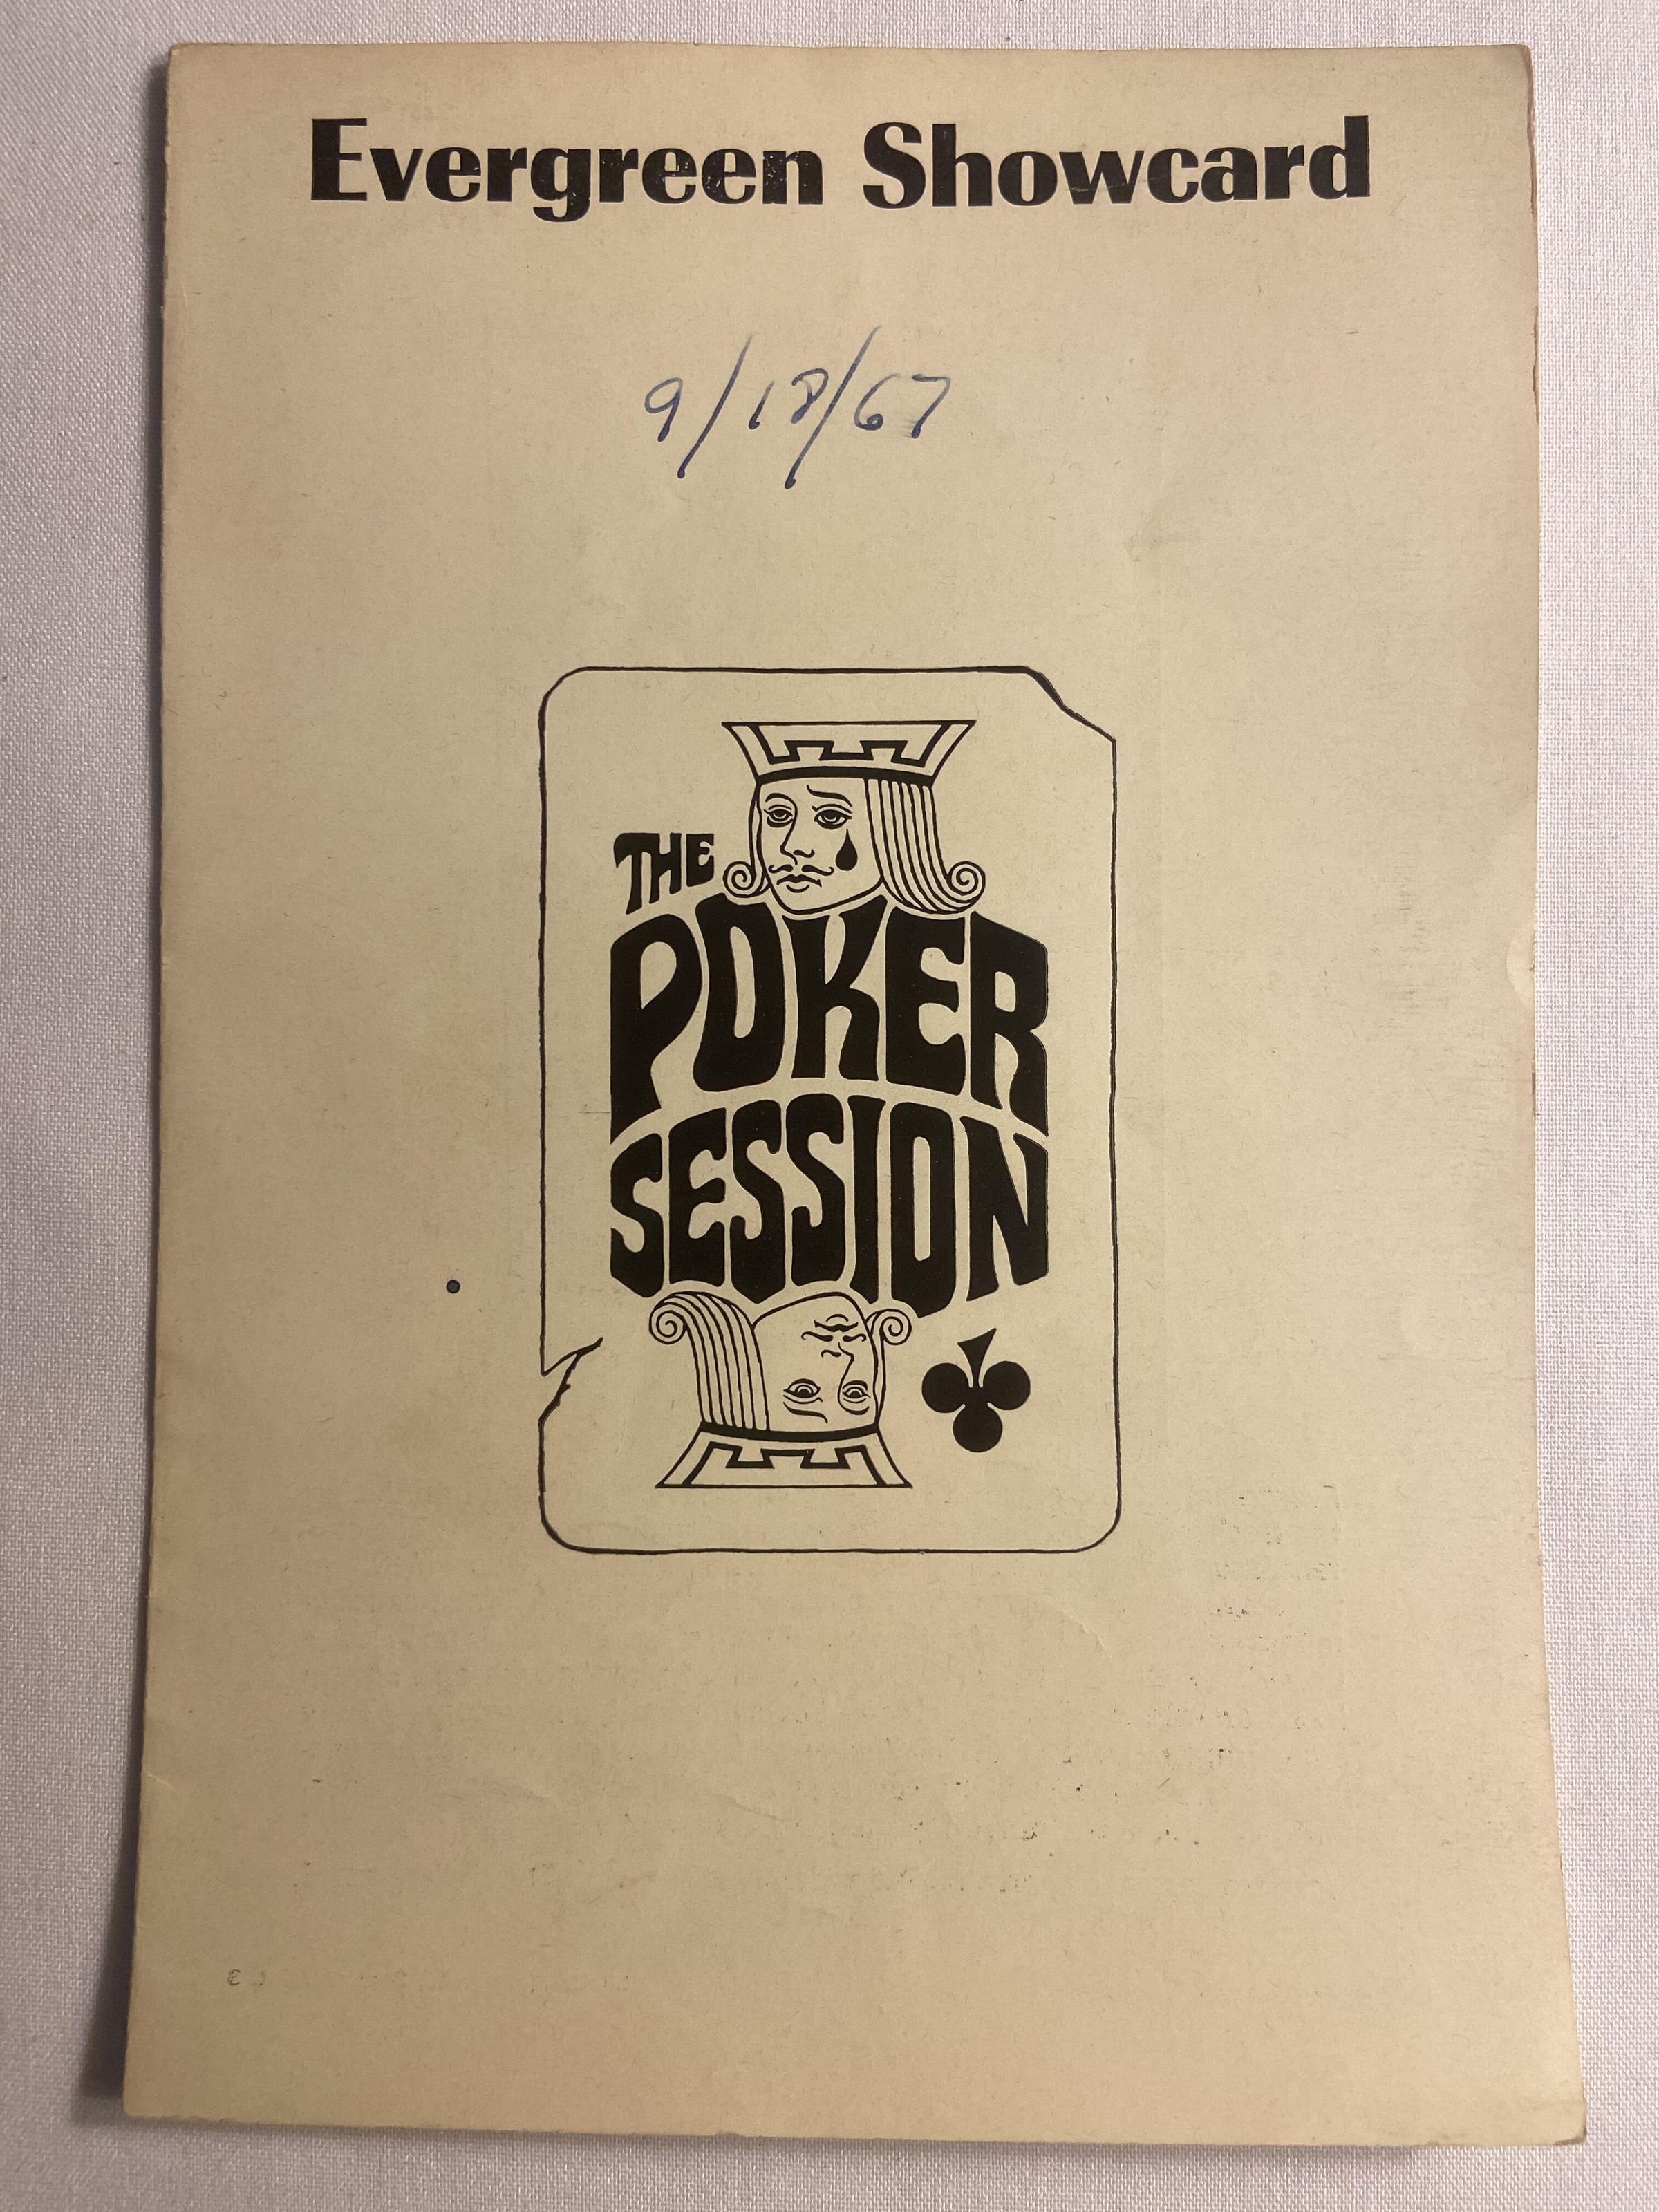 Evergreen Showcard
9/18/67
THE
POKER
SESSION